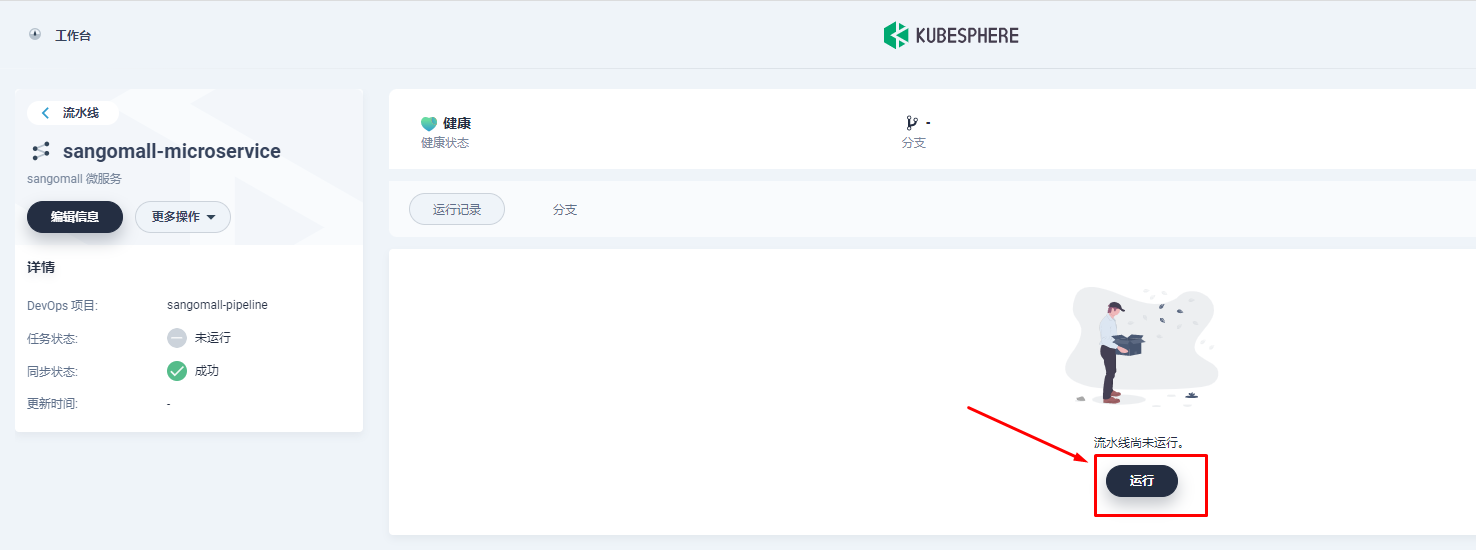 工作台
KUBESPHERE
流水线
sangomall-microservice
sangomall 微服务
编辑信息
更多操作
详情
DevOps 项目:
sangomall-pipeline
任务状态:
未运行
同步状态:
成功
更新时间:
-
健康
健康状态
-
分支
运行记录
分支
流水线尚未运行。
运行